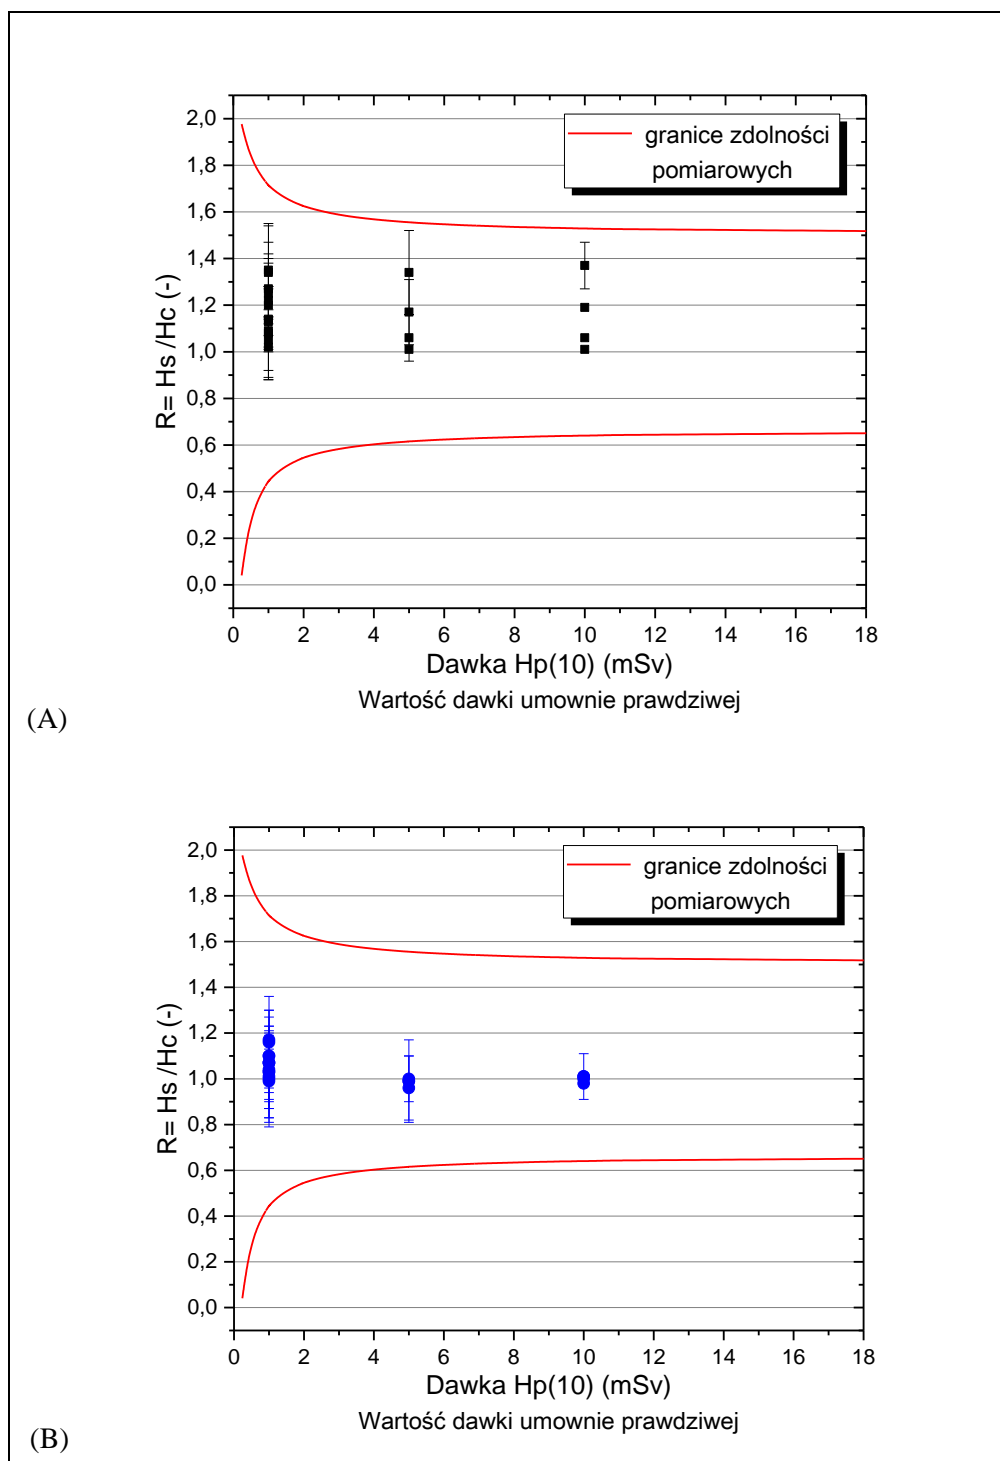 2,0
1,8
1,6
1,4
1,2
1,0
0,8
0,6
0,4
0,2
0,0
R= Hs /Hc (-)
granice zdolności
pomiarowych
0 2 4 6 8 10 12 14 16 18
Dawka Hp(10) (mSv)
Wartość dawki umownie prawdziwej
(A)
2,0
1,8
1,6
1,4
1,2
1,0
0,8
0,6
0,4
0,2
0,0
R= Hs /Hc (-)
granice zdolności
pomiarowych
0 2 4 6 8 10 12 14 16 18
Dawka Hp(10) (mSv)
Wartość dawki umownie prawdziwej
(B)